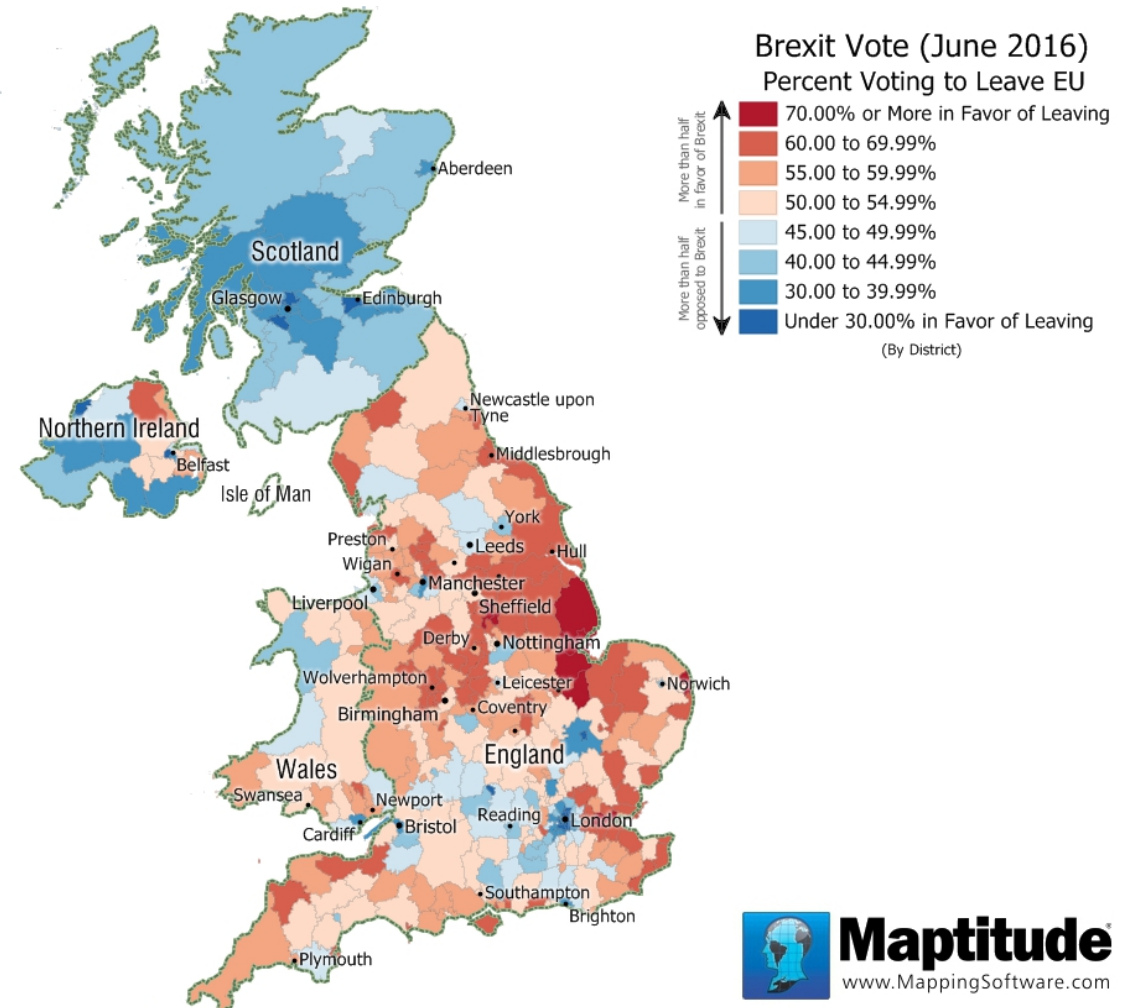 Brexit Vote (June 2016)
Percent Voting to Leave EU
More than half
in favor of Brexit
More than half
opposed to Brexit
70.00% or More in Favor of Leaving
60.00 to 69.99%
55.00 to 59.99%
50.00 to 54.99%
45.00 to 49.99%
40.00 to 44.99%
30.00 to 39.99%
Under 30.00% in Favor of Leaving
(By District)
Aberdeen
Scotland
Glasgow
Edinburgh
Newcastle upon
Tyne
Northern Ireland
Belfast
Middlesbrough
Isle of Man
York
Preston
Leeds
Hull
Wigan
Manchester
Liverpool
Sheffield
Derby
Nottingham
Wolverhampton
Leicester
Norwich
Birmingham
Coventry
England
Wales
Swansea
Newport
Reading
London
Cardiff
Bristol
Southampton
Brighton
Plymouth
Maptitude®
www.MappingSoftware.com